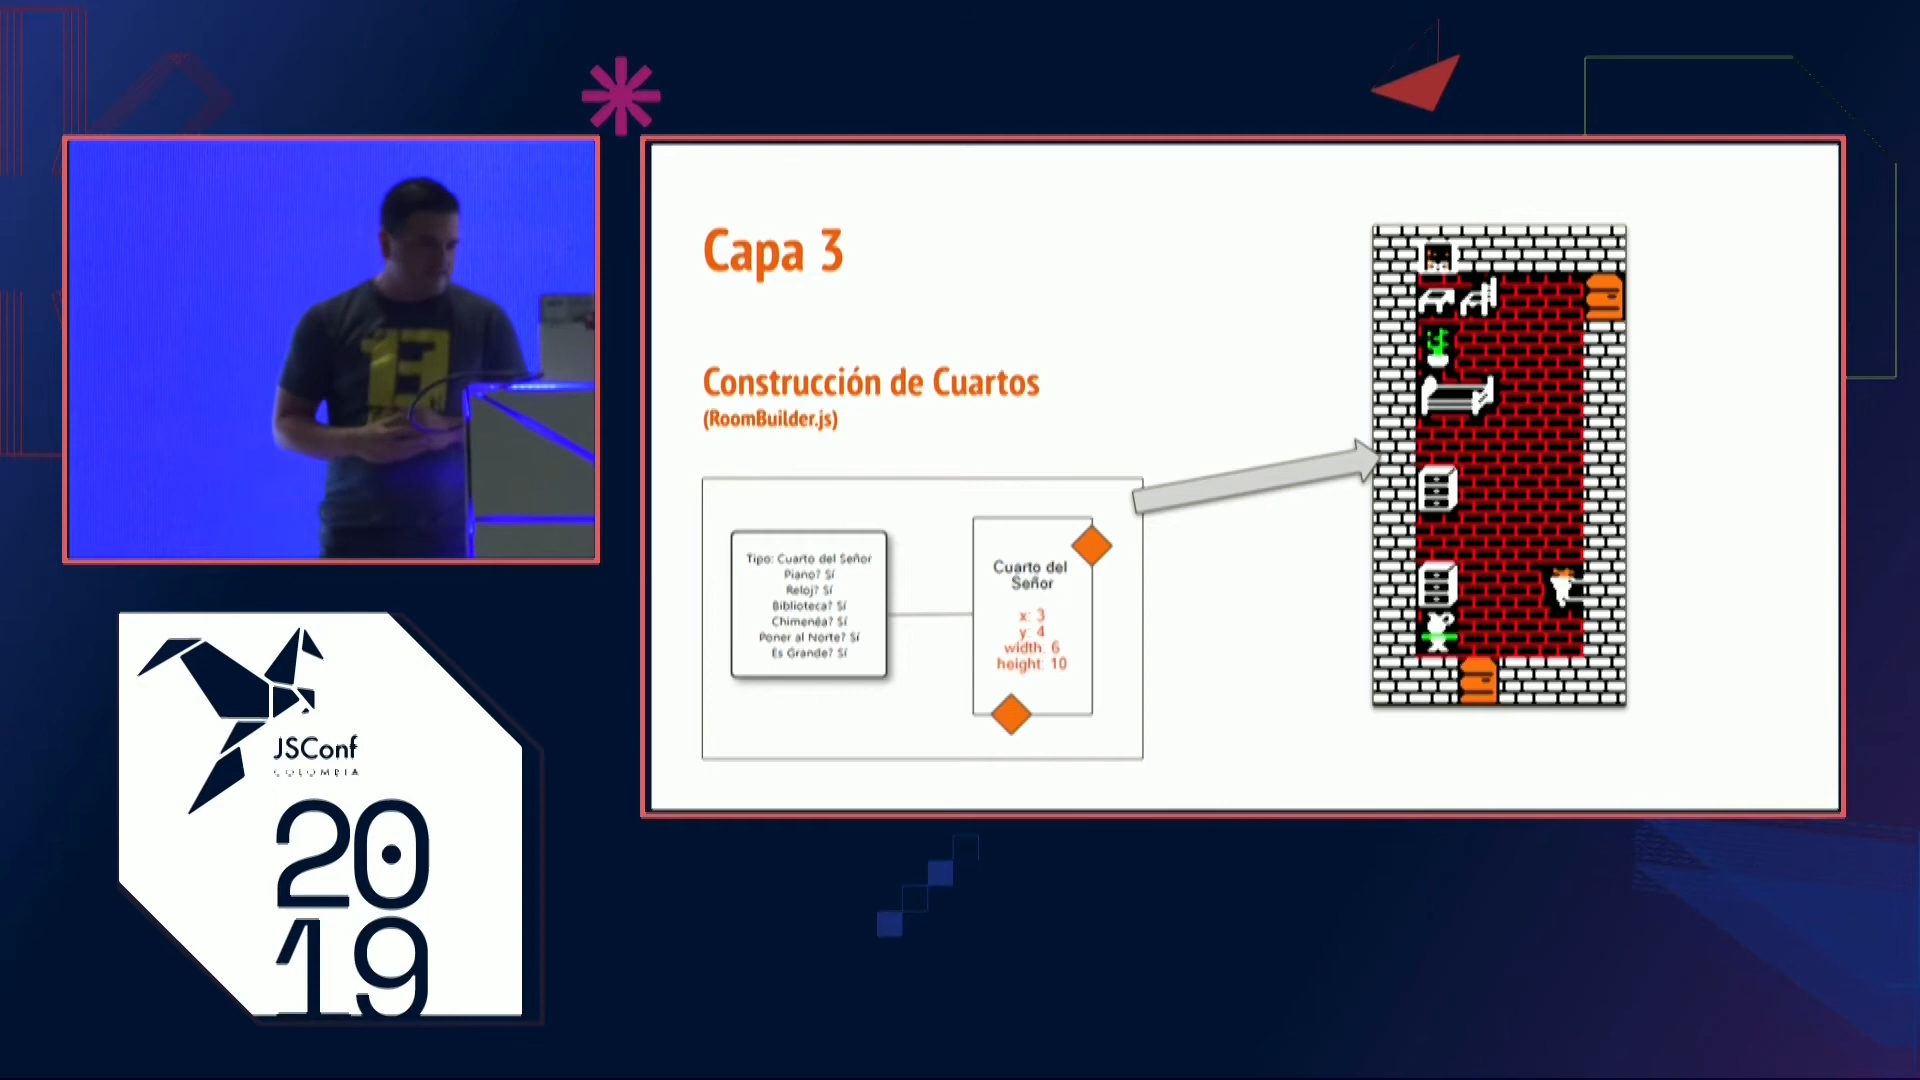 Capa 3
Construcción de Cuartos
(RoomBuilder.js)
Tipo: Cuarto del Señor
Piano? Sí
Reloj? Sí
Biblioteca? Sí
Chimenéa? Sí
Poner al Norte? Sí
Es Grande? Sí
Cuarto del
Señor
x: 3
y: 4
width: 6
height: 10
JSConf
COLOMBIA
20
19